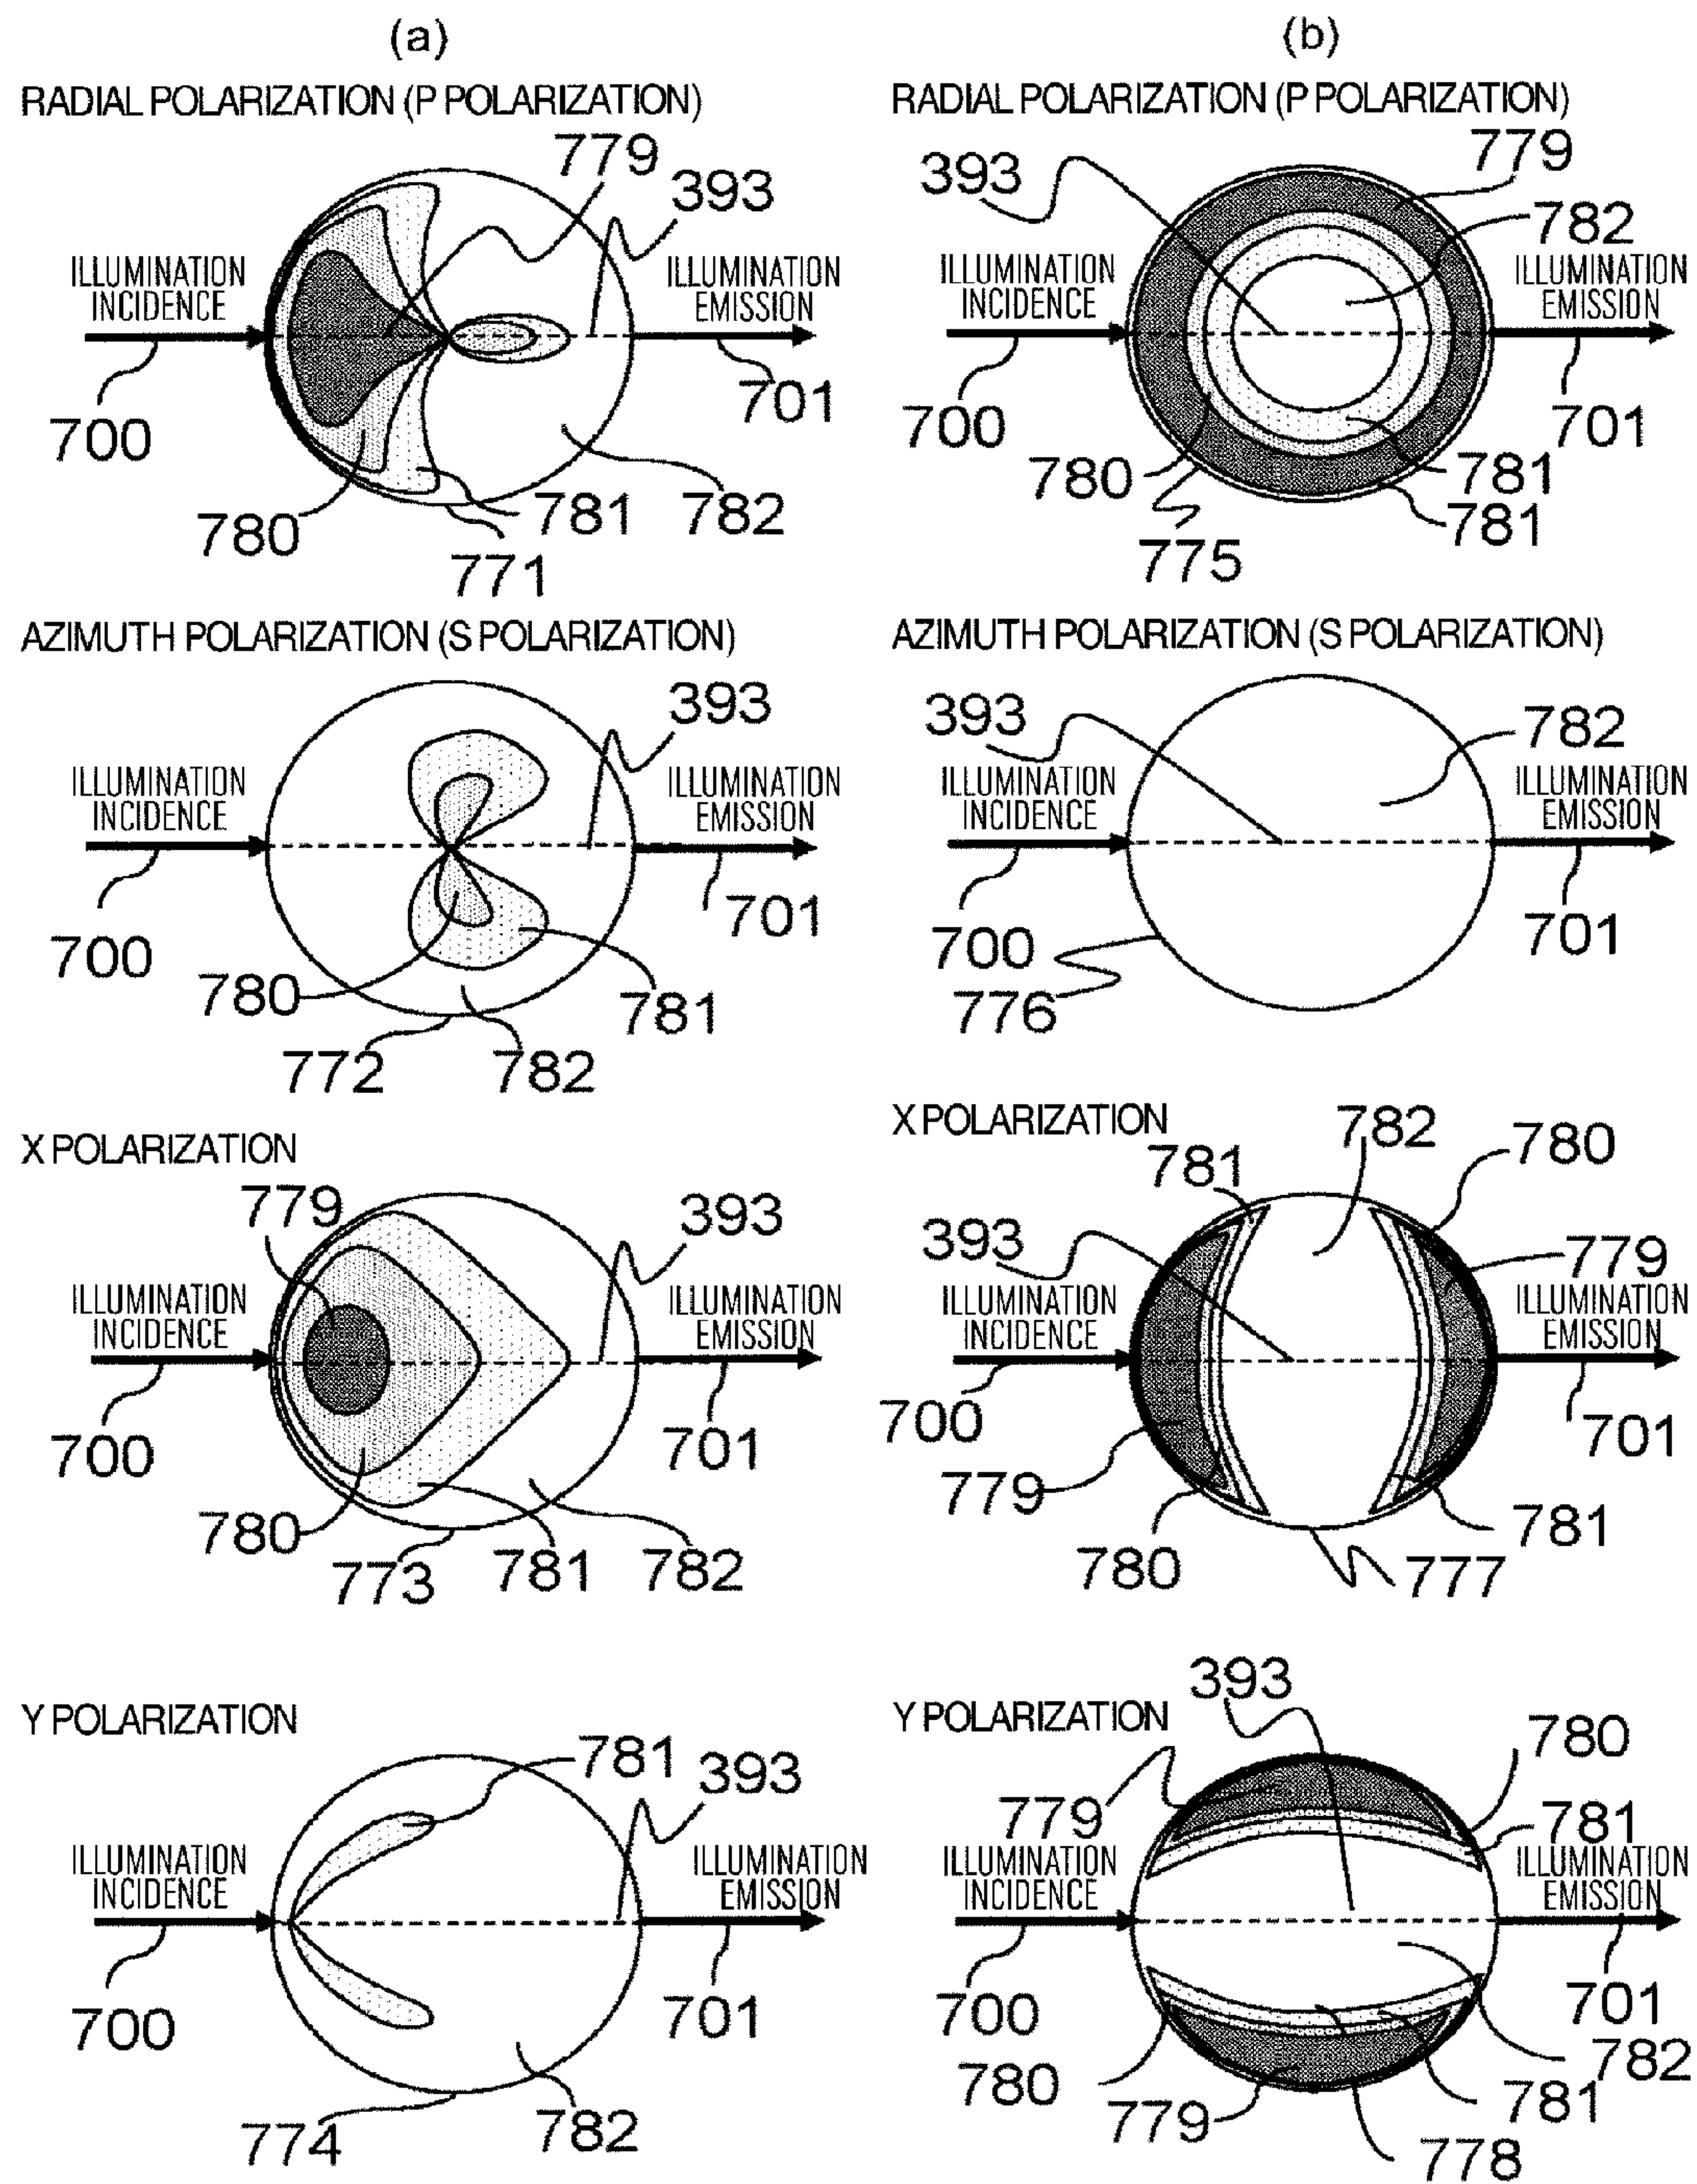 (a)
RADIAL POLARIZATION (P POLARIZATION)
779
393
ILLUMINATION
INCIDENCE
ILLUMINATION
EMISSION
700
701
780
781
782
771
(b)
RADIAL POLARIZATION (P POLARIZATION)
779
393
782
ILLUMINATION
INCIDENCE
ILLUMINATION
EMISSION
700
701
780
781
781
775
AZIMUTH POLARIZATION (S POLARIZATION)
393
ILLUMINATION
INCIDENCE
ILLUMINATION
EMISSION
700
701
780
781
772
782
AZIMUTH POLARIZATION (S POLARIZATION)
393
782
ILLUMINATION
INCIDENCE
ILLUMINATION
EMISSION
700
701
776
X POLARIZATION
779
393
ILLUMINATION
INCIDENCE
ILLUMINATION
EMISSION
700
701
780
773
781
782
X POLARIZATION
782
780
781
393
779
ILLUMINATION
INCIDENCE
ILLUMINATION
EMISSION
700
701
779
781
780
777
Y POLARIZATION
781
393
ILLUMINATION
INCIDENCE
ILLUMINATION
EMISSION
700
701
774
782
393
Y POLARIZATION
780
779
781
ILLUMINATION
INCIDENCE
ILLUMINATION
EMISSION
700
701
782
780
781
779
778